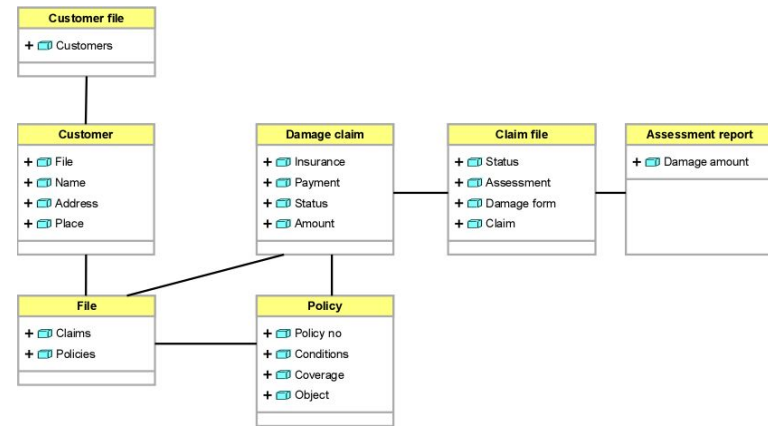 Customer file
+ Customers
Customer
+ File
+ Name
+ Address
+ Place
Damage claim
+ Insurance
+ Payment
+ Status
+ Amount
Claim file
+ Status
+ Assessment
+ Damage form
+ Claim
Assessment report
+ Damage amount
File
+ Claims
+ Policies
Policy
+ Policy no
+ Conditions
+ Coverage
+ Object